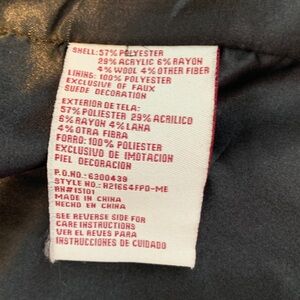 SHELL: 57% POLYESTER
29% ACRYLIC 6% RAYON
4% WOOL 4% OTHER FIBER
LINING: 100% POLYESTER
EXCLUSIVE OF FAUX
SUEDE DECORATION
EXTERIOR DE TELA:
57% POLIESTER 29% ACRILICO
6% RAYON 4% LANA
4% OTRA FIBRA
FORRO: 100% POLIESTER
EXCLUSIVO DE IMOTACION
PIEL DECORACION
P.O.NO.: 6300439
STYLE NO.: R21664FPD-ME
RN#15101
MADE IN CHINA
HECHO EN CHINA
SEE REVERSE SIDE FOR
CARE INSTRUCTIONS
VER EL REVES PARA
INSTRUCCIONES DE CUIDADO